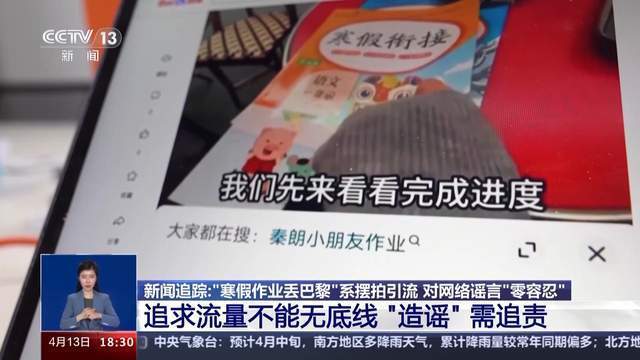 CCTV 13
新闻
寒假衔接
语文
我们先来看看完成进度
大家都在搜：秦朗小朋友作业
新闻追踪："寒假作业丢巴黎"系摆拍引流 对网络谣言"零容忍"
追求流量不能无底线 "造谣" 需追责
4月13日 18:30 中央气象台：预计4月中旬，南方地区多降雨天气，累计降雨量较常年同期偏多；北方地